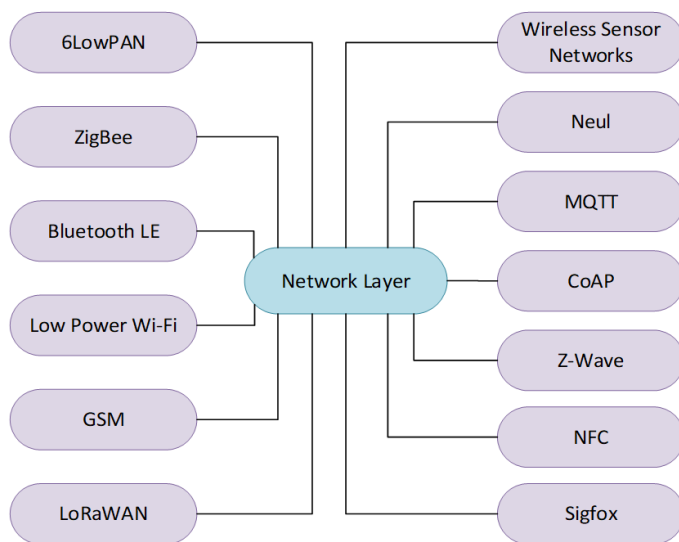 6LowPAN
ZigBee
Bluetooth LE
Low Power Wi-Fi
GSM
LoRaWAN
Network Layer
Wireless Sensor
Networks
Neul
MQTT
CoAP
Z-Wave
NFC
Sigfox